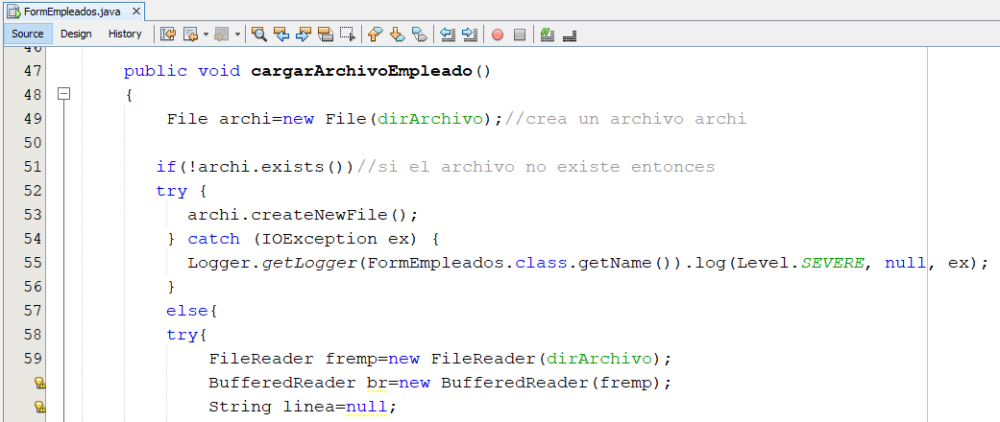 FormEmpleados.java
Source Design History
46
47 public void cargarArchivoEmpleado()
48 {
49 File archi=new File(dirArchivo);//crea un archivo archi
50
51 if(!archi.exists())//si el archivo no existe entonces
52 try {
53 archi.createNewFile();
54 } catch (IOException ex) {
55 Logger.getLogger(FormEmpleados.class.getName()).log(Level.SEVERE, null, ex);
56 }
57 else{
58 try{
59 FileReader fremp=new FileReader(dirArchivo);
BufferedReader br=new BufferedReader(fremp);
String linea=null;